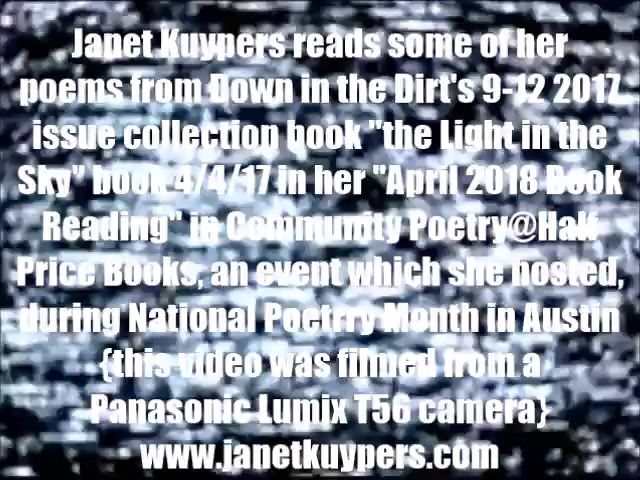 Janet Kuypers reads some of her
poems from Down in the Dirt's 9-12 2017
issue collection book "the Light in the
Sky" book 4/4/17 in her "April 2018 Book
Reading" in Community Poetry@Half
Price Books, an event which she hosted,
during National Poetrry Month in Austin
{this video was filmed from a
Panasonic Lumix T56 camera}
www.janetkuypers.com